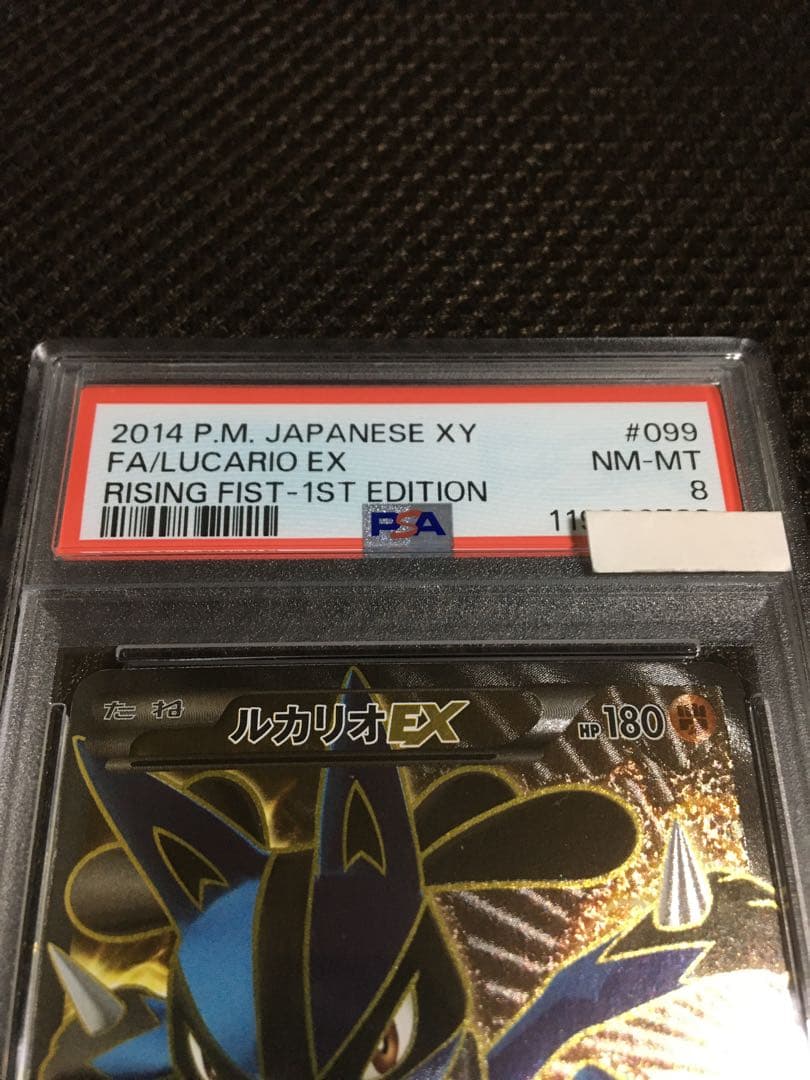 2014 P.M. JAPANESE XY #099
FA/LUCARIO EX NM-MT
RISING FIST-1ST EDITION 8
PSA
たね ルカリオEX HP180